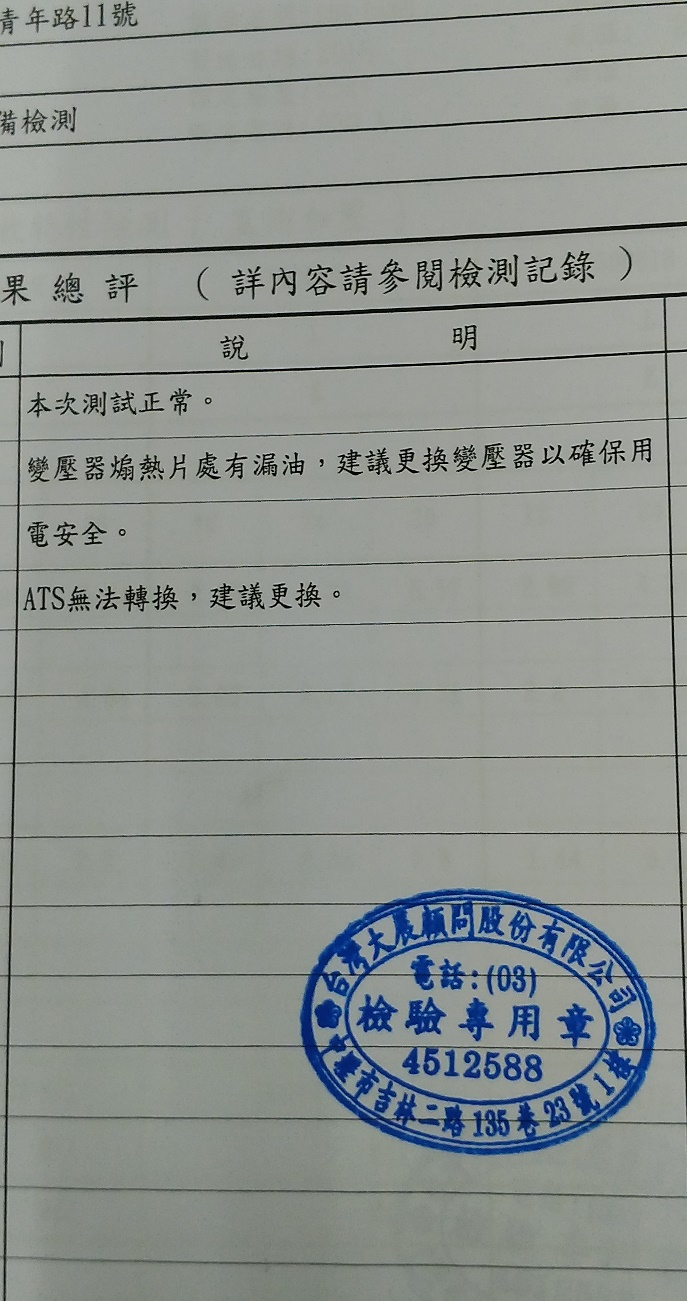 青年路11號
備檢測
果總評 （詳內容請參閱檢測記錄）
說明
本次測試正常。
變壓器煽熱片處有漏油，建議更換變壓器以確保用
電安全。
ATS無法轉換，建議更換。
台灣大晨顧問股份有限公司
電話:(03)
檢驗專用章
4512588
中壢市吉林二路135巷23號1樓